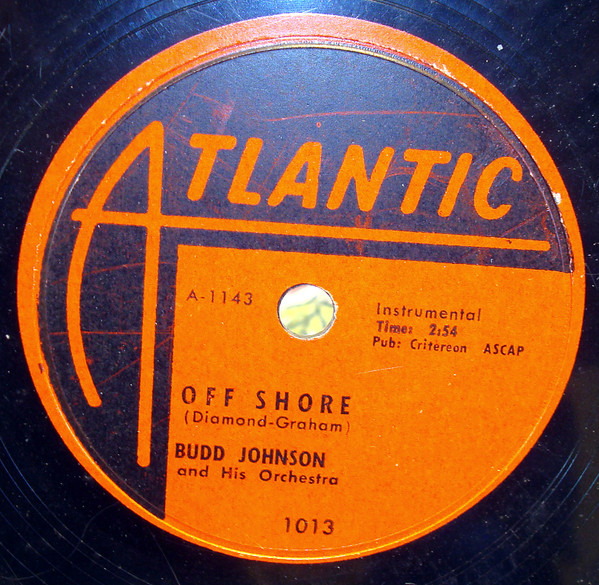 ATLANTIC
A-1143
Instrumental
Time: 2:54
Pub: Critereon ASCAP
OFF SHORE
(Diamond-Graham)
BUDD JOHNSON
and His Orchestra
1013